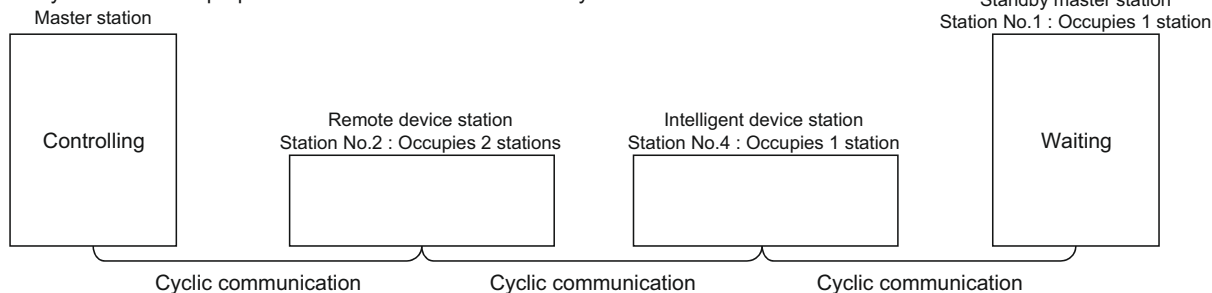 Master station
Standby master station
Station No.1 : Occupies 1 station
Controlling
Remote device station
Station No.2 : Occupies 2 stations
Intelligent device station
Station No.4 : Occupies 1 station
Waiting
Cyclic communication
Cyclic communication
Cyclic communication